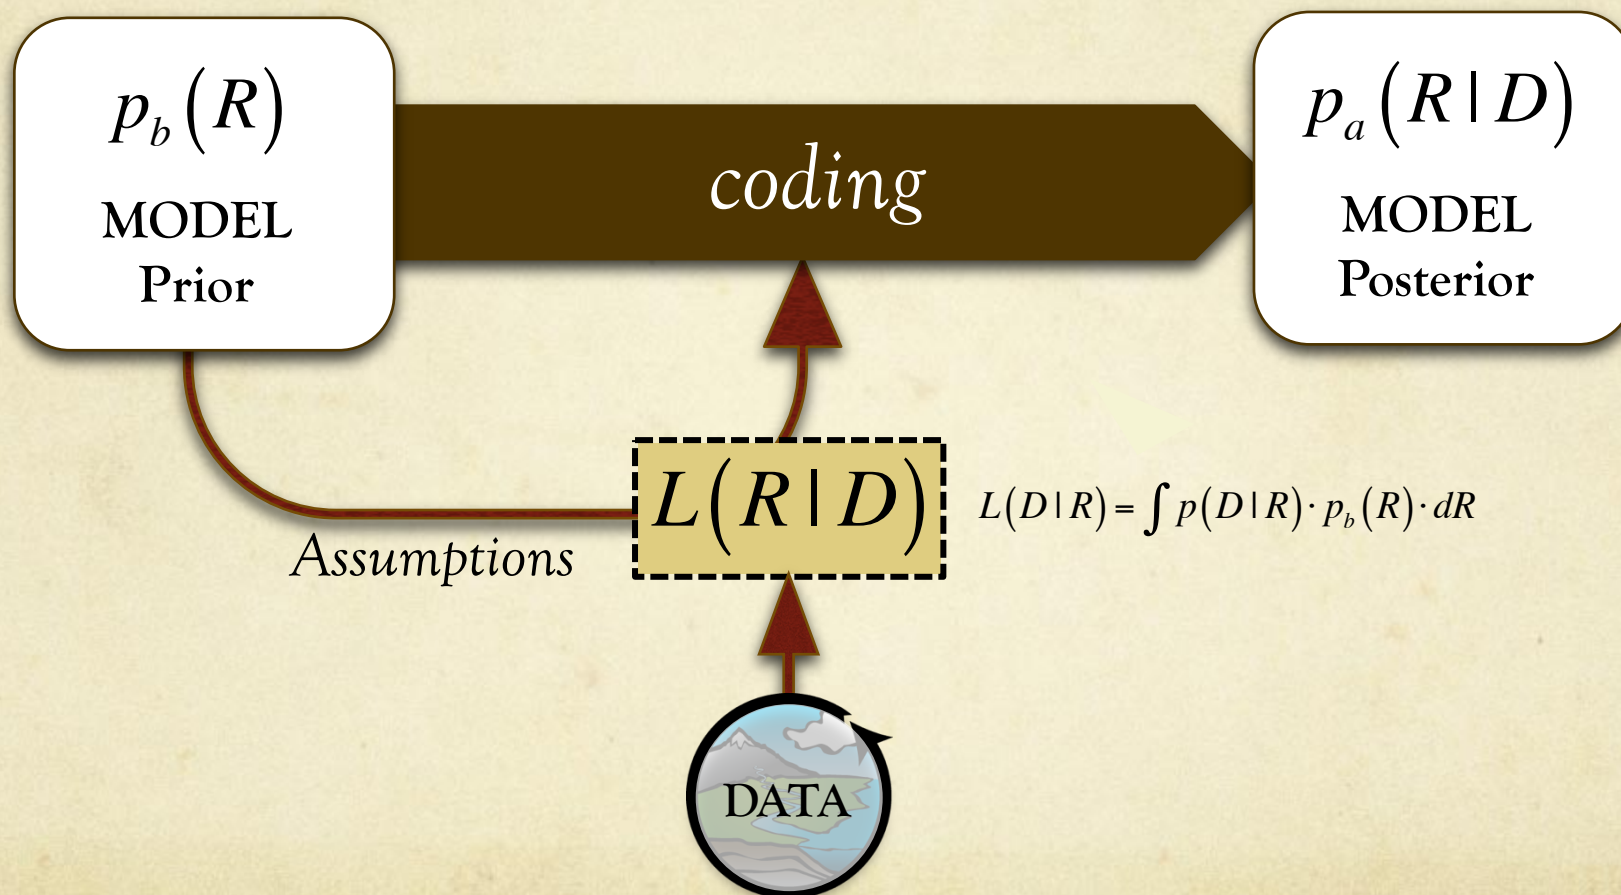 p_b(R)
MODEL
Prior
coding
p_a(R | D)
MODEL
Posterior
L(R | D)
L(D | R) = ∫ p(D | R) · p_b(R) · dR
Assumptions
DATA